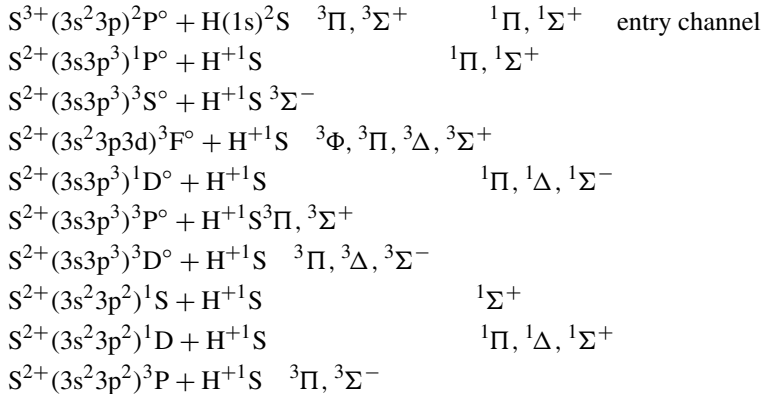 S³⁺(3s²3p)²P° + H(1s)²S ³Π, ³Σ⁺ ¹Π, ¹Σ⁺ entry channel
S²⁺(3s3p³)¹P° + H⁺¹S ¹Π, ¹Σ⁺
S²⁺(3s3p³)³S° + H⁺¹S ³Σ⁻
S²⁺(3s²3p3d)³F° + H⁺¹S ³Φ, ³Π, ³Δ, ³Σ⁺
S²⁺(3s3p³)¹D° + H⁺¹S ¹Π, ¹Δ, ¹Σ⁻
S²⁺(3s3p³)³P° + H⁺¹S³Π, ³Σ⁺
S²⁺(3s3p³)³D° + H⁺¹S ³Π, ³Δ, ³Σ⁻
S²⁺(3s²3p²)¹S + H⁺¹S ¹Σ⁺
S²⁺(3s²3p²)¹D + H⁺¹S ¹Π, ¹Δ, ¹Σ⁺
S²⁺(3s²3p²)³P + H⁺¹S ³Π, ³Σ⁻